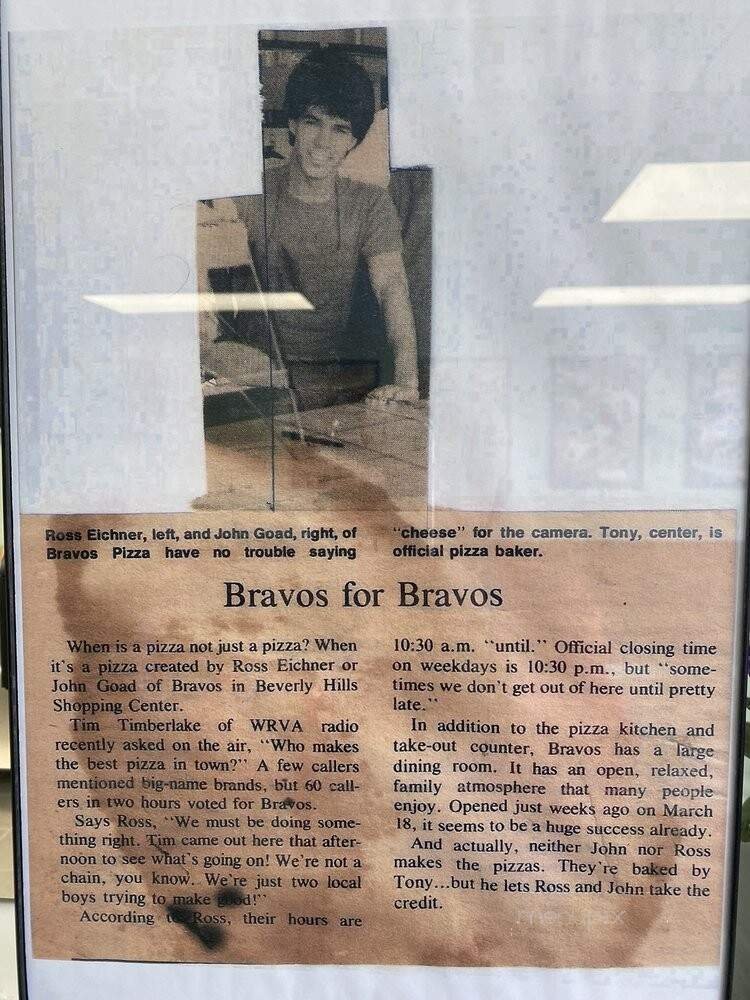 Ross Eichner, left, and John Goad, right, of
Bravos Pizza have no trouble saying
"cheese" for the camera. Tony, center, is
official pizza baker.
Bravos for Bravos
When is a pizza not just a pizza? When
it's a pizza created by Ross Eichner or
John Goad of Bravos in Beverly Hills
Shopping Center.
Tim Timberlake of WRVA radio
recently asked on the air, "Who makes
the best pizza in town?" A few callers
mentioned big-name brands, but 60 call-
ers in two hours voted for Bravos.
Says Ross, "We must be doing some-
thing right. Tim came out here that after-
noon to see what's going on! We're not a
chain, you know. We're just two local
boys trying to make good!"
According to Ross, their hours are
10:30 a.m. "until." Official closing time
on weekdays is 10:30 p.m., but "some-
times we don't get out of here until pretty
late."
In addition to the pizza kitchen and
take-out counter, Bravos has a large
dining room. It has an open, relaxed,
family atmosphere that many people
enjoy. Opened just weeks ago on March
18, it seems to be a huge success already.
And actually, neither John nor Ross
makes the pizzas. They're baked by
Tony...but he lets Ross and John take the
credit.